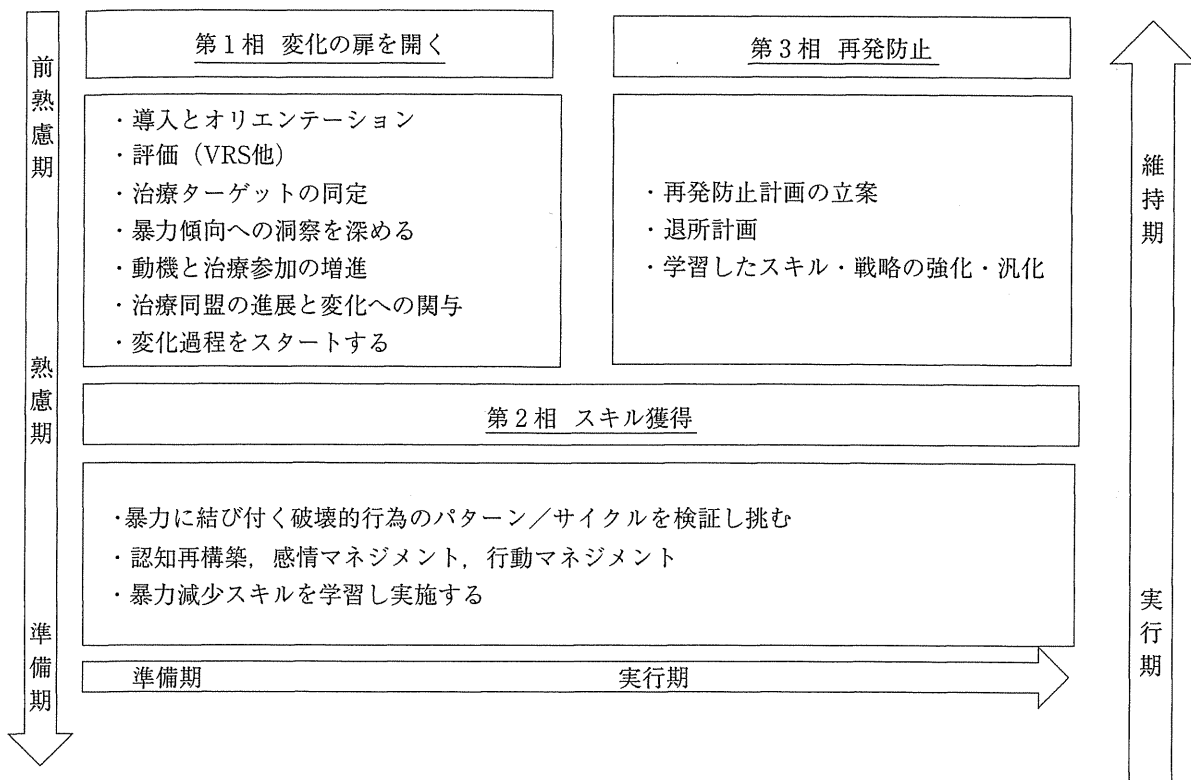 前熟慮期
熟慮期
準備期
第1相 変化の扉を開く
・導入とオリエンテーション
・評価（VRS他）
・治療ターゲットの同定
・暴力傾向への洞察を深める
・動機と治療参加の増進
・治療同盟の進展と変化への関与
・変化過程をスタートする
第3相 再発防止
・再発防止計画の立案
・退所計画
・学習したスキル・戦略の強化・汎化
第2相 スキル獲得
・暴力に結び付く破壊的行為のパターン／サイクルを検証し挑む
・認知再構築，感情マネジメント，行動マネジメント
・暴力減少スキルを学習し実施する
準備期 実行期
維持期
実行期